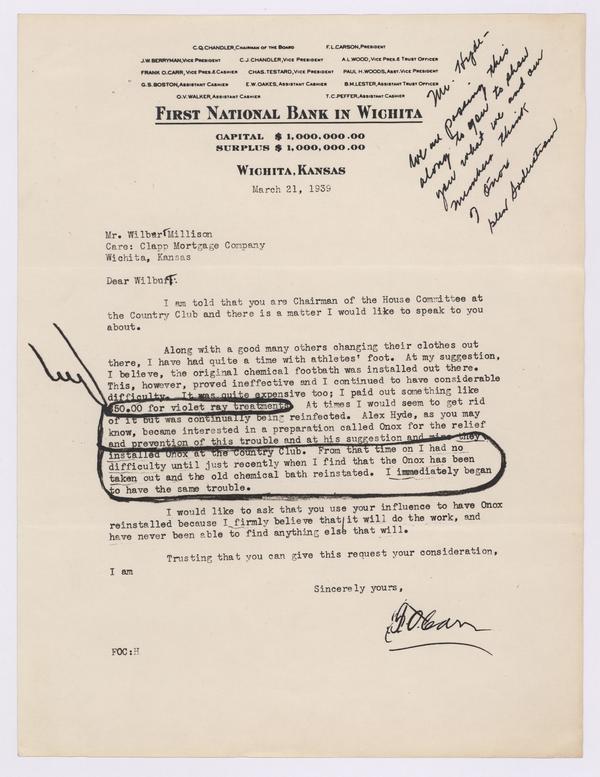 C.Q. CHANDLER, CHAIRMAN OF THE BOARD F.L. CARSON, PRESIDENT
J.W. BERRYMAN, VICE PRESIDENT C.J. CHANDLER, VICE PRESIDENT A.L. WOOD, VICE PRES. & TRUST OFFICER
FRANK O. CARR, VICE PRES. & CASHIER CHAS. TESTARD, VICE PRESIDENT PAUL H. WOODS, ASST. VICE PRESIDENT
G.S. BOSTON, ASSISTANT CASHIER E.W. OAKES, ASSISTANT CASHIER B.M. LESTER, ASSISTANT TRUST OFFICER
O.V. WALKER, ASSISTANT CASHIER T.C. PEFFER, ASSISTANT CASHIER
FIRST NATIONAL BANK IN WICHITA
CAPITAL $ 1,000,000.00
SURPLUS $ 1,000,000.00
WICHITA, KANSAS
Mr. Hyde-
We are passing this
along to you to show
you what we and our
members think
of Onox
March 21, 1939
Mr. Wilbur Millison
Care: Clapp Mortgage Company
Wichita, Kansas
Dear Wilbur:
I am told that you are Chairman of the House Committee at
the Country Club and there is a matter I would like to speak to you
about.
Along with a good many others changing their clothes out
there, I have had quite a time with athletes' foot. At my suggestion,
I believe, the original chemical footbath was installed out there.
This, however, proved ineffective and I continued to have considerable
difficulty. It was quite expensive too; I paid out something like
$50.00 for violet ray treatments. At times I would seem to get rid
of it but was continually being reinfected. Alex Hyde, as you may
know, became interested in a preparation called Onox for the relief
and prevention of this trouble and at his suggestion and mine they
installed Onox at the Country Club. From that time on I had no
difficulty until just recently when I find that the Onox has been
taken out and the old chemical bath reinstated. I immediately began
to have the same trouble.
I would like to ask that you use your influence to have Onox
reinstalled because I firmly believe that it will do the work, and
have never been able to find anything else that will.
Trusting that you can give this request your consideration,
I am
Sincerely yours,
F.O. Carr
FOC:H